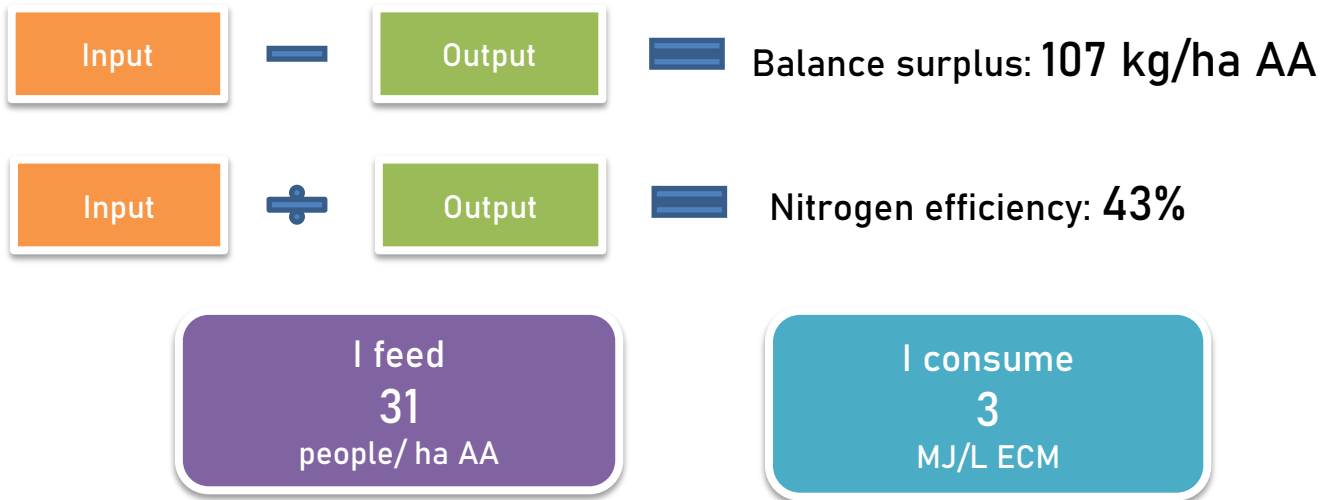 Input Output Balance surplus: 107 kg/ha AA
Input Output Nitrogen efficiency: 43%
I feed
31
people/ ha AA
I consume
3
MJ/L ECM